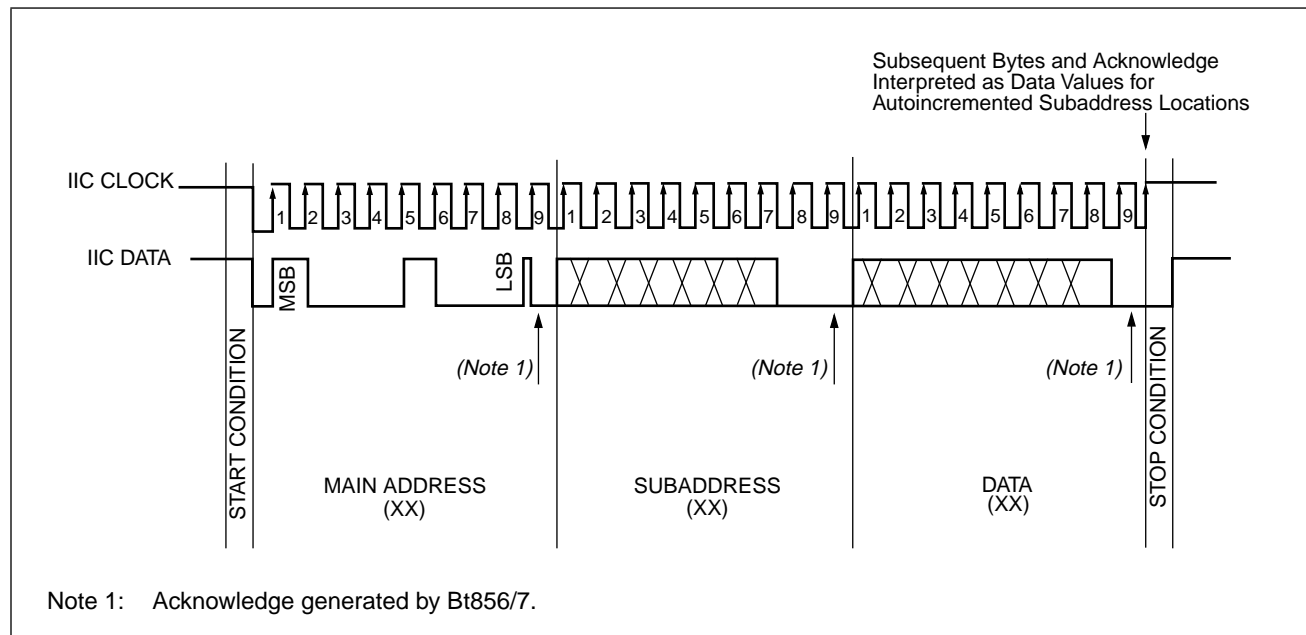 Subsequent Bytes and Acknowledge
Interpreted as Data Values for
Autoincremented Subaddress Locations
IIC CLOCK
1 2 3 4 5 6 7 8 9 1 2 3 4 5 6 7 8 9 1 2 3 4 5 6 7 8 9
IIC DATA
MSB
LSB
(Note 1)
(Note 1)
(Note 1)
START CONDITION
MAIN ADDRESS
(XX)
SUBADDRESS
(XX)
DATA
(XX)
STOP CONDITION
Note 1: Acknowledge generated by Bt856/7.